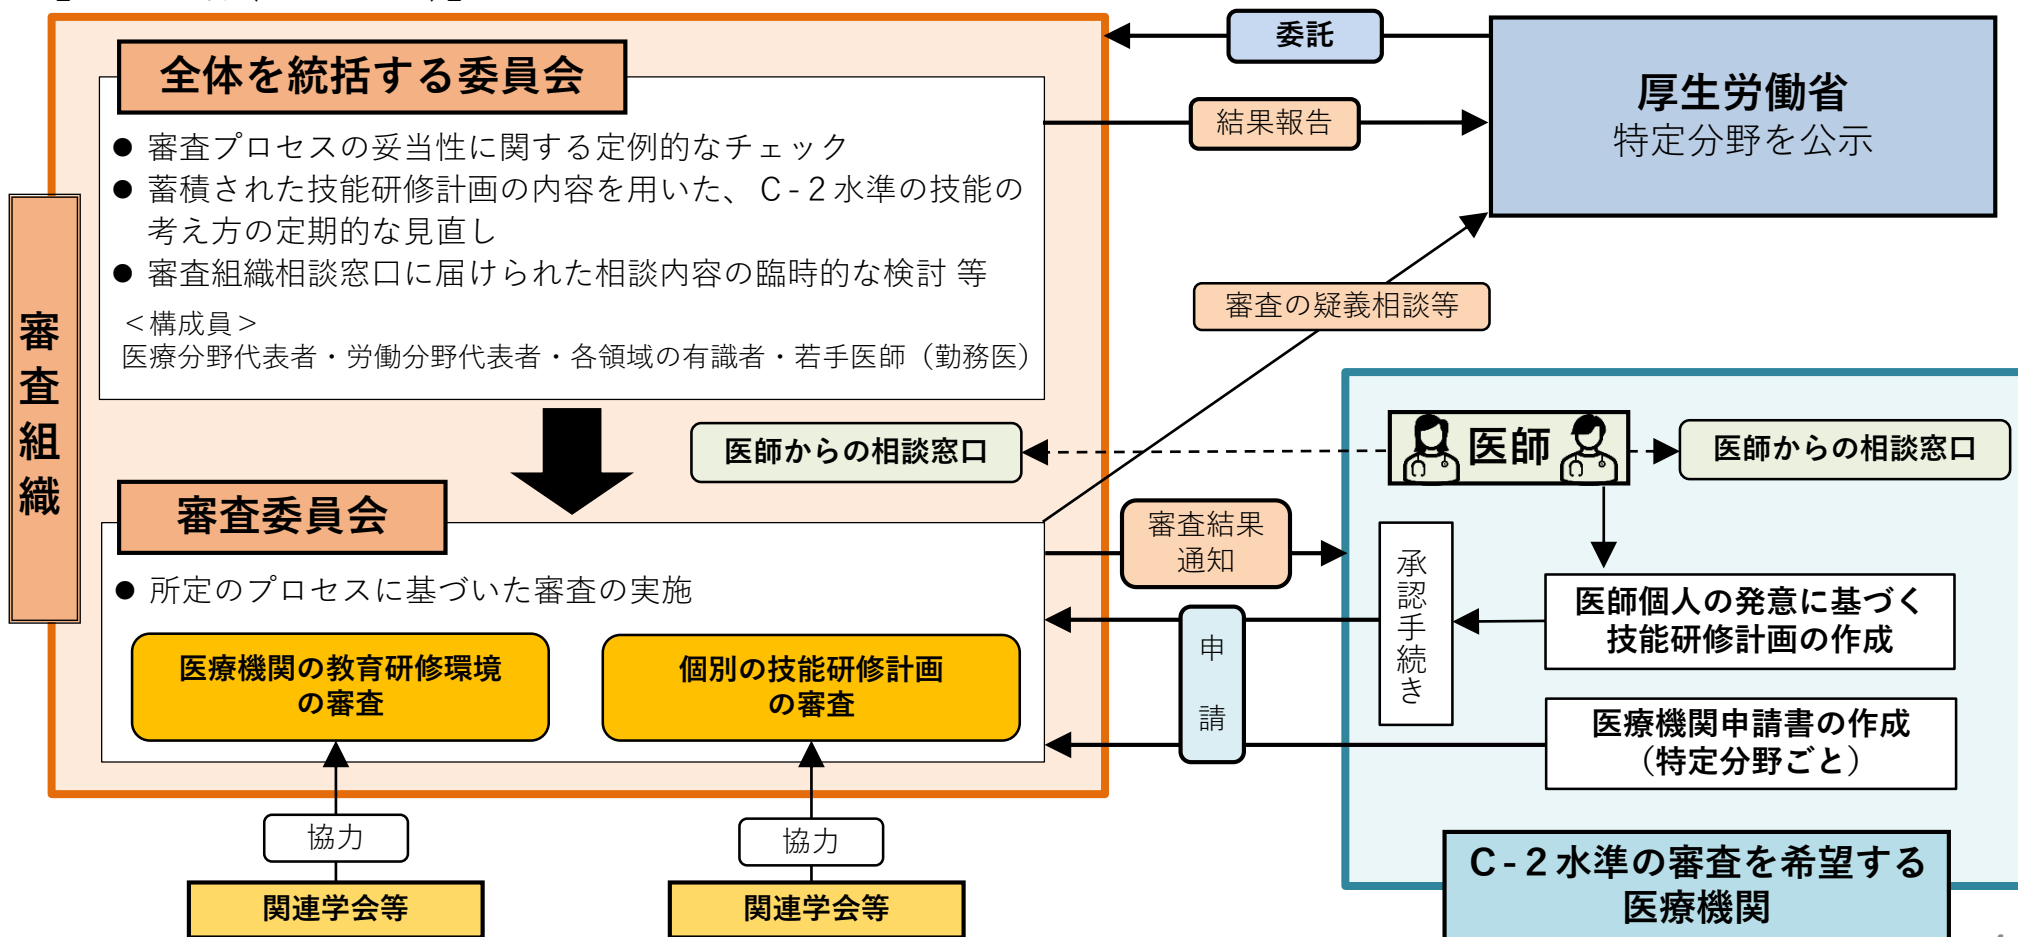 委託
厚生労働省
特定分野を公示
全体を統括する委員会
結果報告
● 審査プロセスの妥当性に関する定例的なチェック
● 蓄積された技能研修計画の内容を用いた、C-2水準の技能の
考え方の定期的な見直し
● 審査組織相談窓口に届けられた相談内容の臨時的な検討 等
＜構成員＞
医療分野代表者・労働分野代表者・各領域の有識者・若手医師（勤務医）
審査組織
審査の疑義相談等
医師からの相談窓口
医師
医師からの相談窓口
審査委員会
● 所定のプロセスに基づいた審査の実施
審査結果
通知
承認手続き
医師個人の発意に基づく
技能研修計画の作成
申請
医療機関の教育研修環境
の審査
個別の技能研修計画
の審査
医療機関申請書の作成
（特定分野ごと）
協力
協力
関連学会等
関連学会等
C-2水準の審査を希望する
医療機関